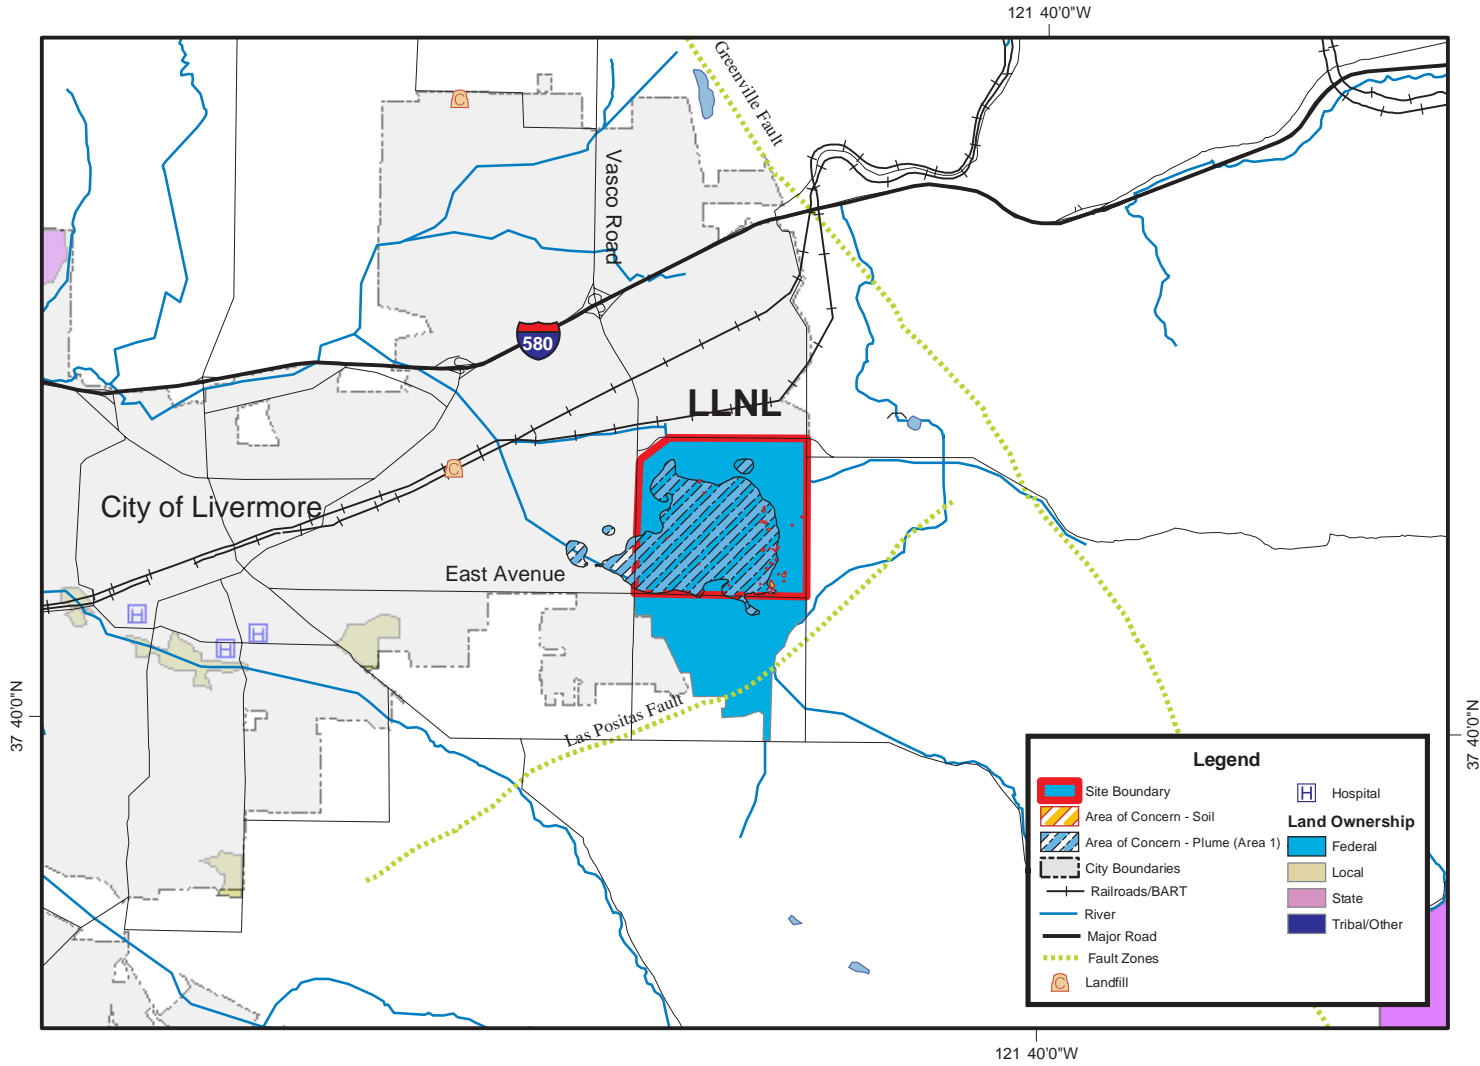 121 40'0"W
Greenville Fault
C
Vasco Road
580
LLNL
C
City of Livermore
East Avenue
H
H
H
Las Positas Fault
37 40'0"N
37 40'0"N
Legend
Site Boundary
Area of Concern - Soil
Area of Concern - Plume (Area 1)
City Boundaries
Railroads/BART
River
Major Road
Fault Zones
C Landfill
H Hospital
Land Ownership
Federal
Local
State
Tribal/Other
121 40'0"W